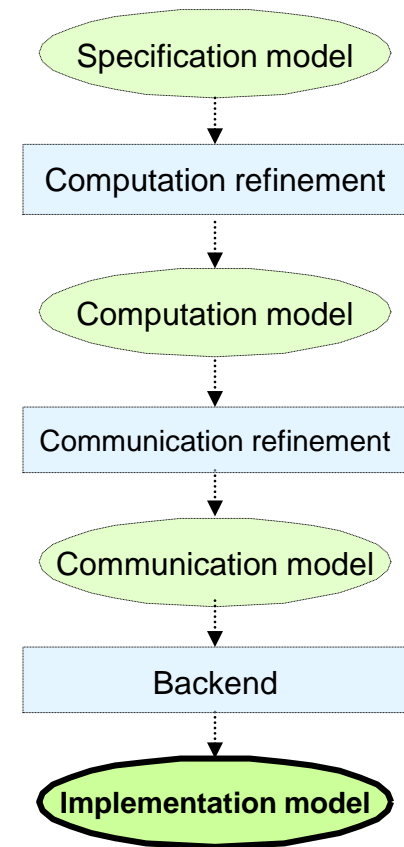 Specification model
Computation refinement
Computation model
Communication refinement
Communication model
Backend
Implementation model